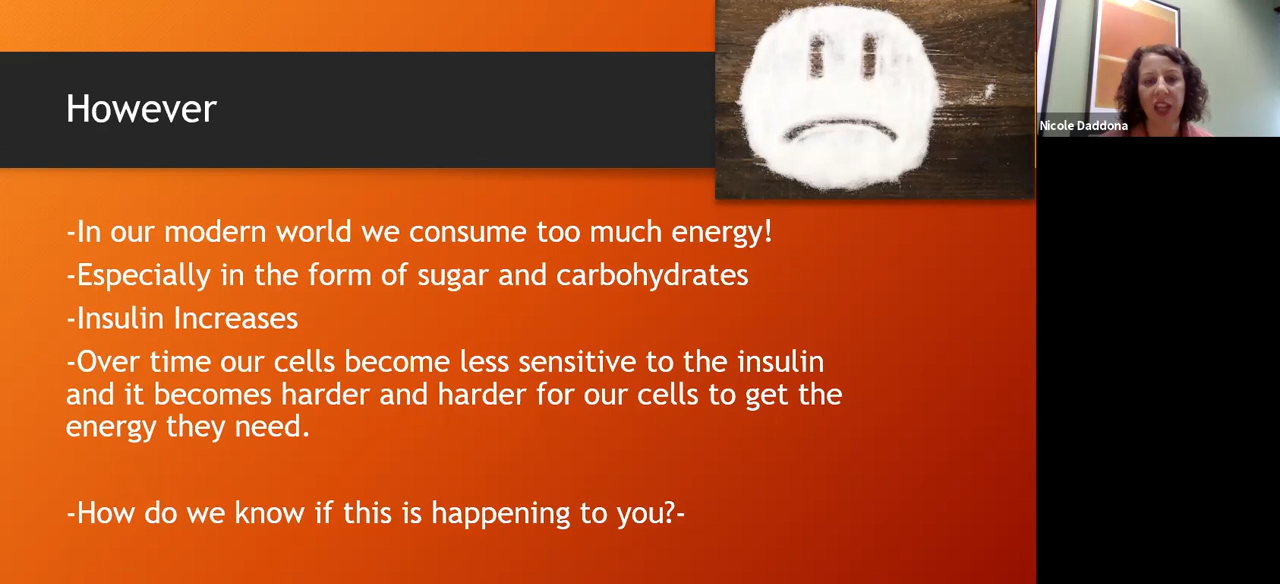 However
Nicole Daddona
-In our modern world we consume too much energy!
-Especially in the form of sugar and carbohydrates
-Insulin Increases
-Over time our cells become less sensitive to the insulin
and it becomes harder and harder for our cells to get the
energy they need.
-How do we know if this is happening to you?-